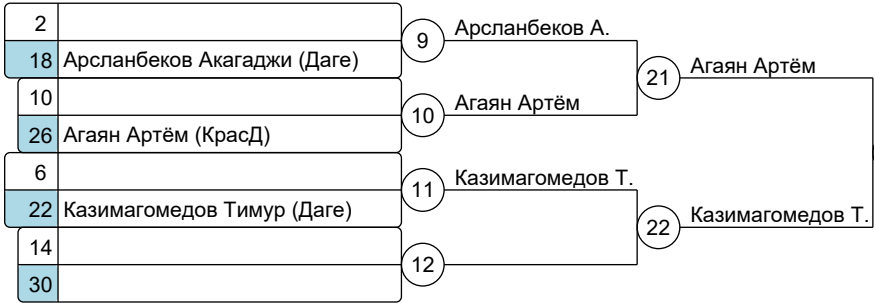 2
9
Арсланбеков А.
18 Арсланбеков Акагаджи (Даге)
21
Агаян Артём
10
10
Агаян Артём
26 Агаян Артём (КрасД)
6
11
Казимагомедов Т.
22 Казимагомедов Тимур (Даге)
22
Казимагомедов Т.
14
12
30